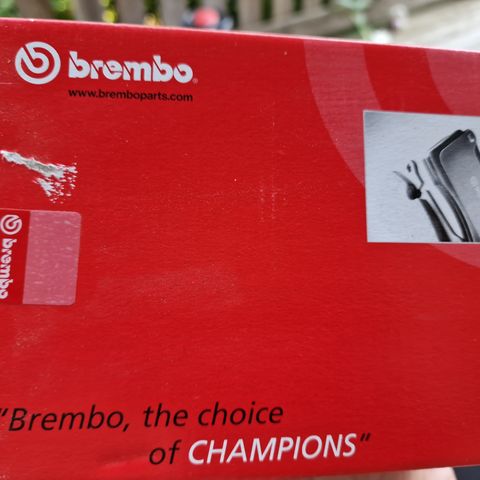 brembo
www.bremboparts.com
brembo
"Brembo, the choice
of CHAMPIONS"